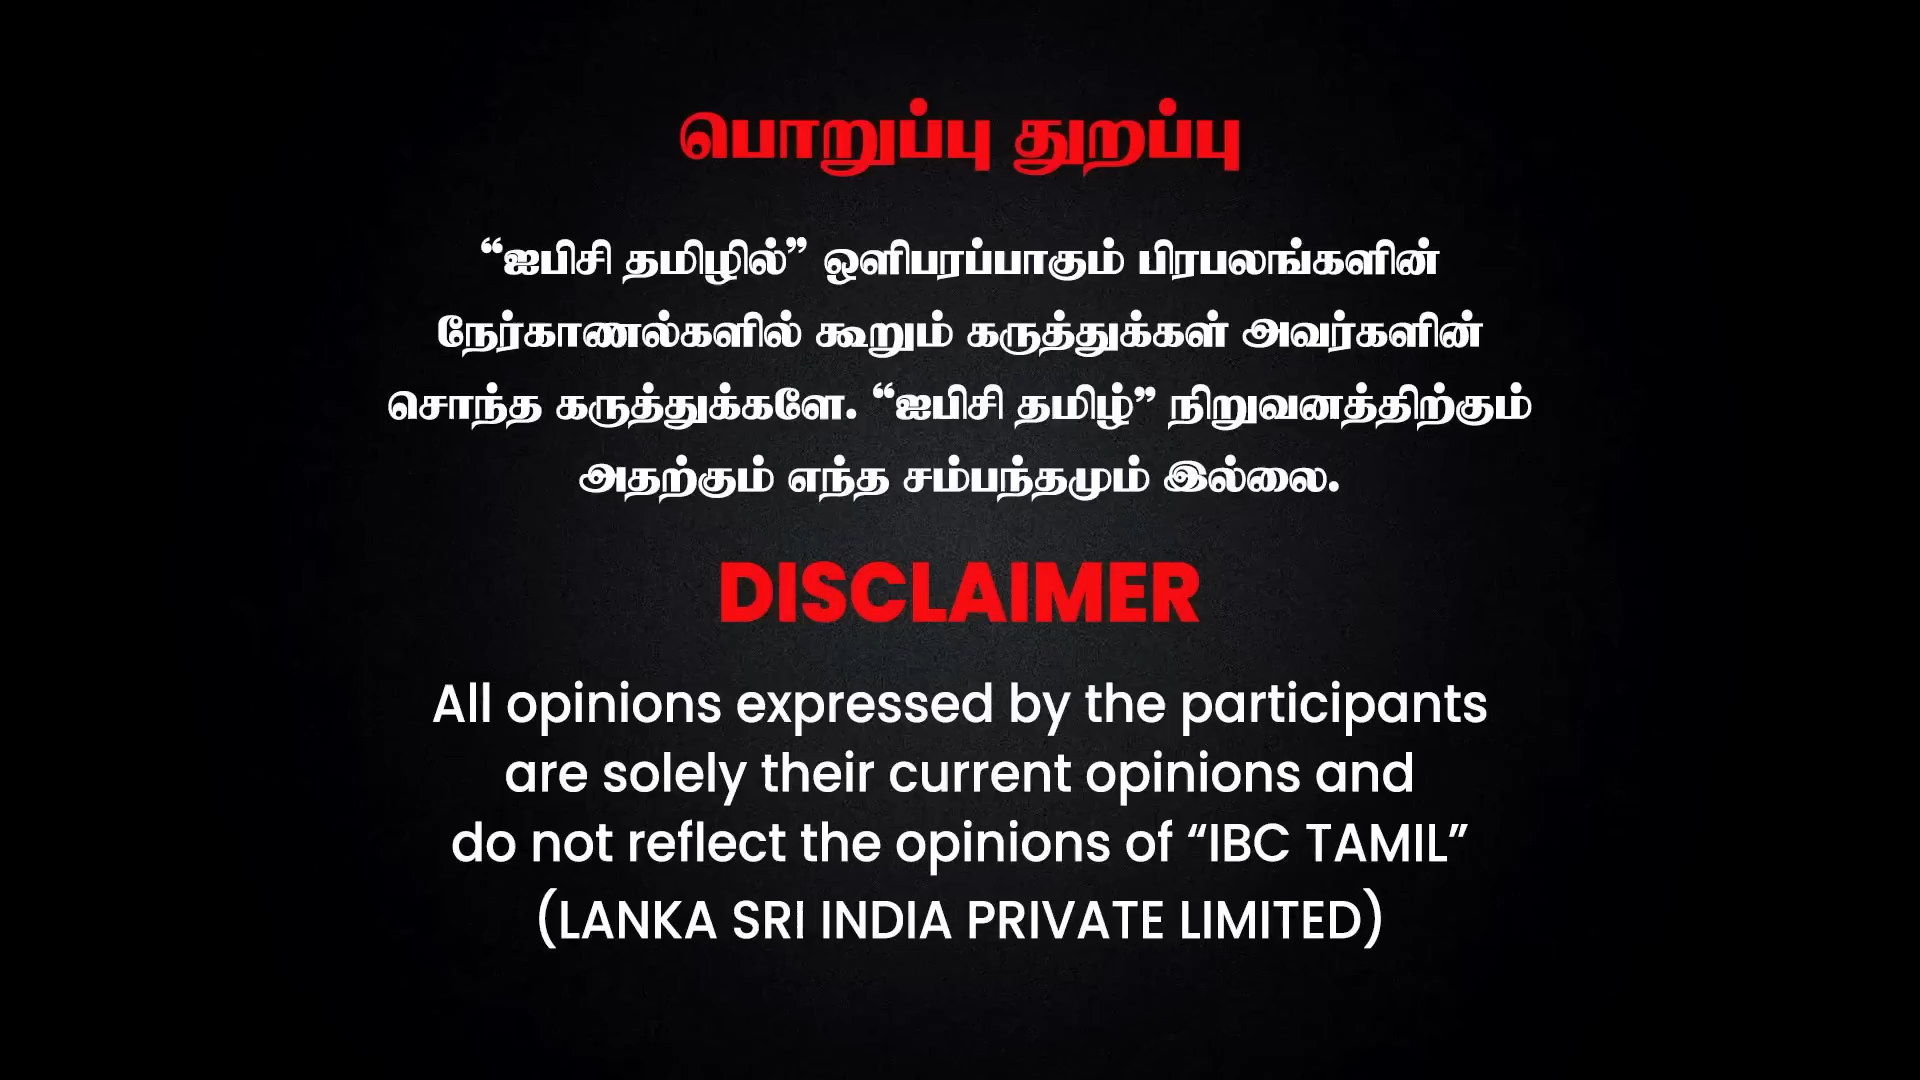 பொறுப்பு துறப்பு
“ஐபிசி தமிழில்” ஒளிபரப்பாகும் பிரபலங்களின்
நேர்காணல்களில் கூறும் கருத்துக்கள் அவர்களின்
சொந்த கருத்துக்களே. “ஐபிசி தமிழ்” நிறுவனத்திற்கும்
அதற்கும் எந்த சம்பந்தமும் இல்லை.
DISCLAIMER
All opinions expressed by the participants
are solely their current opinions and
do not reflect the opinions of “IBC TAMIL”
(LANKA SRI INDIA PRIVATE LIMITED)